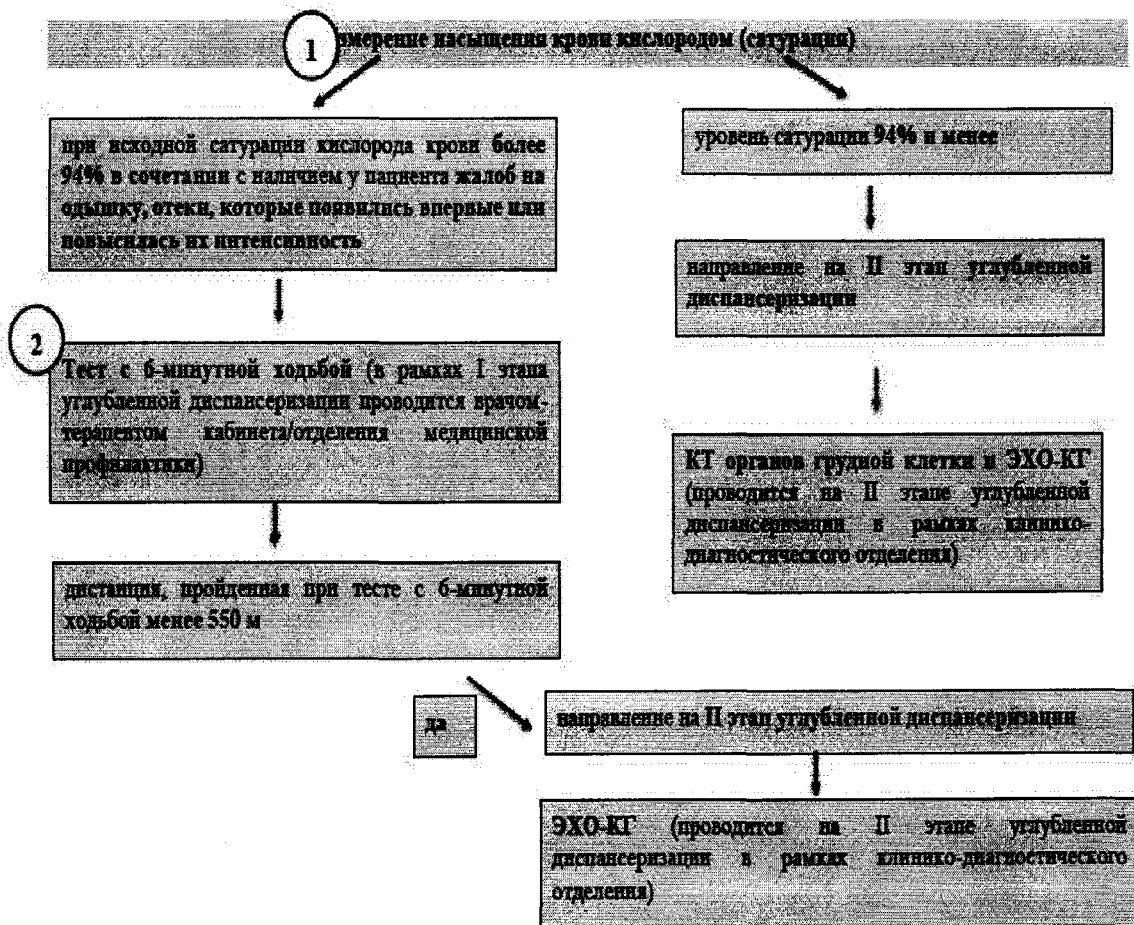 1
змерение насыщения крови кислородом (сатурация)
при исходной сатурации кислорода крови более
94% в сочетании с наличием у пациента жалоб на
одышку, отеки, которые появились впервые или
повысилась их интенсивность
уровень сатурации 94% и менее
направление на II этап углубленной
диспансеризации
2
Тест с 6-минутной ходьбой (в рамках I этапа
углубленной диспансеризации проводится врачом-
терапевтом кабинета/отделения медицинской
профилактики)
КТ органов грудной клетки и ЭХО-КГ
(проводится на II этапе углубленной
диспансеризации в рамках клинико-
диагностического отделения)
дистанция, пройденная при тесте с 6-минутной
ходьбой менее 550 м
да
направление на II этап углубленной диспансеризации
ЭХО-КГ (проводится на II этапе углубленной
диспансеризации в рамках клинико-диагностического
отделения)